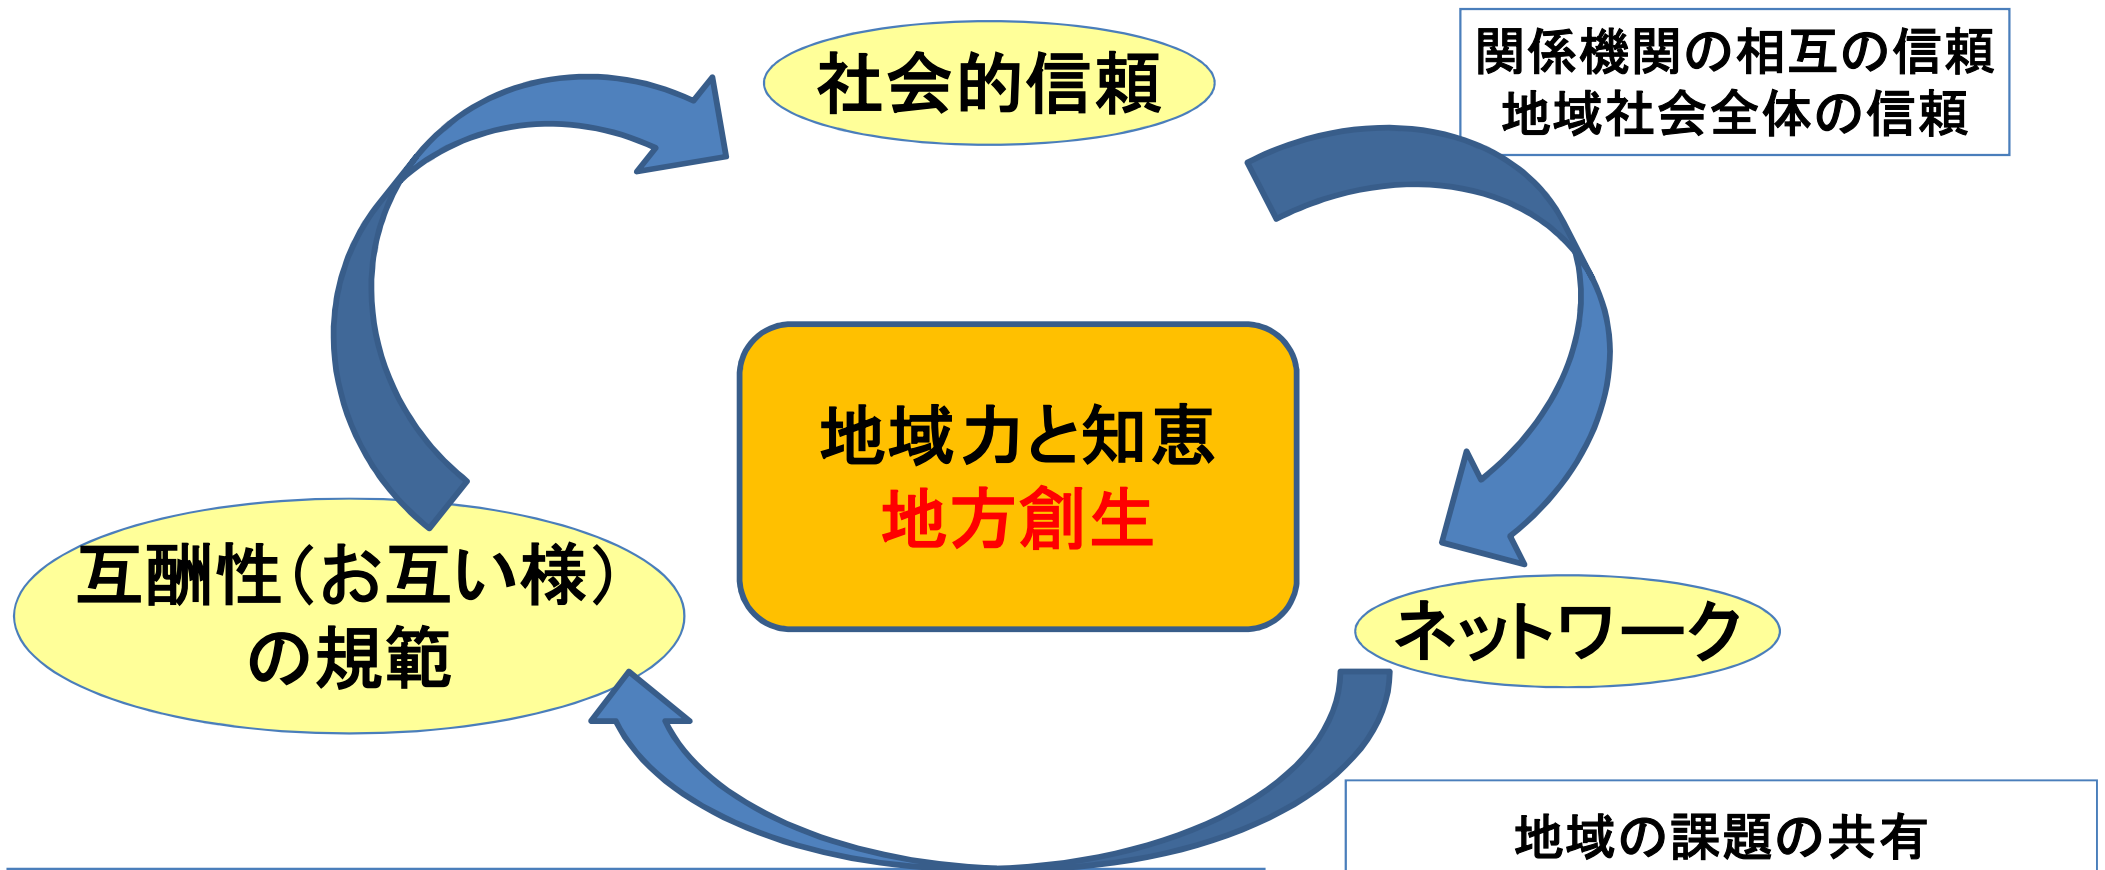 社会的信頼
関係機関の相互の信頼
地域社会全体の信頼
地域力と知恵
地方創生
互酬性(お互い様)
の規範
ネットワーク
地域の課題の共有